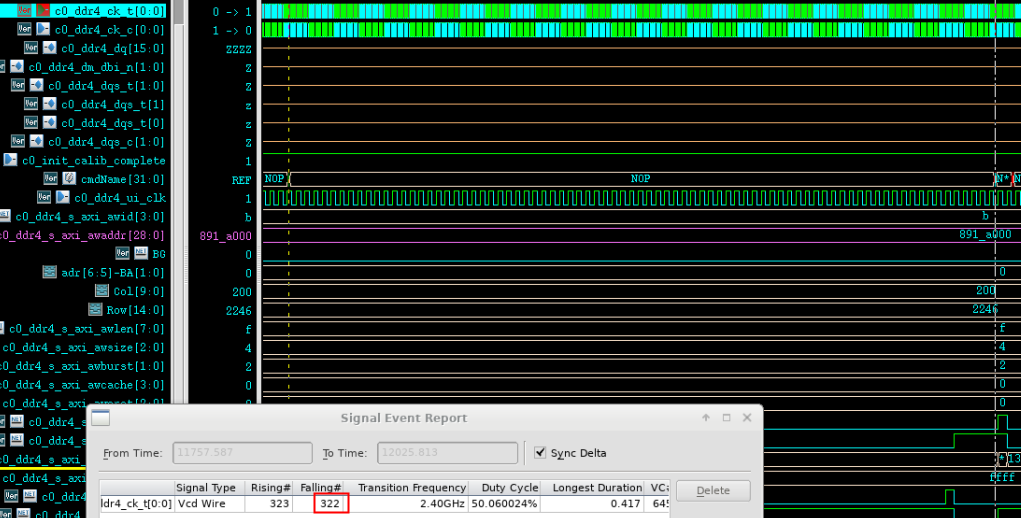 c0_ddr4_ck_t[0:0] 0 -> 1
c0_ddr4_ck_c[0:0] 1 -> 0
c0_ddr4_dq[15:0] ZZZZ
c0_ddr4_dm_dbi_n[1:0] z
c0_ddr4_dqs_t[1:0] z
c0_ddr4_dqs_t[1] z
c0_ddr4_dqs_t[0] z
c0_ddr4_dqs_c[1:0] z
c0_init_calib_complete 1
cmdName[31:0] REF NOP NOP N* N
c0_ddr4_ui_clk 1
c0_ddr4_s_axi_awid[3:0] b b
c0_ddr4_s_axi_awaddr[28:0] 891_a000 891_a000
BG 0
adr[6:5]-BA[1:0] 0 0
Col[9:0] 200 200
Row[14:0] 2246 2246
c0_ddr4_s_axi_awlen[7:0] f f
c0_ddr4_s_axi_awsize[2:0] 4 4
c0_ddr4_s_axi_awburst[1:0] 2 2
c0_ddr4_s_axi_awcache[3:0] 0 0
0 0
c0_ddr4_s
c0_ddr4_s
c0_ddr4_s_axi_ * 13
c0_ddr4_s_axi ffff
c0_ddr4
c0_ddr4
Signal Event Report
From Time: 11757.587 To Time: 12025.813 Sync Delta
Signal Type Rising# Falling# Transition Frequency Duty Cycle Longest Duration VC
ldr4_ck_t[0:0] Vcd Wire 323 322 2.40GHz 50.060024% 0.417 645
Delete